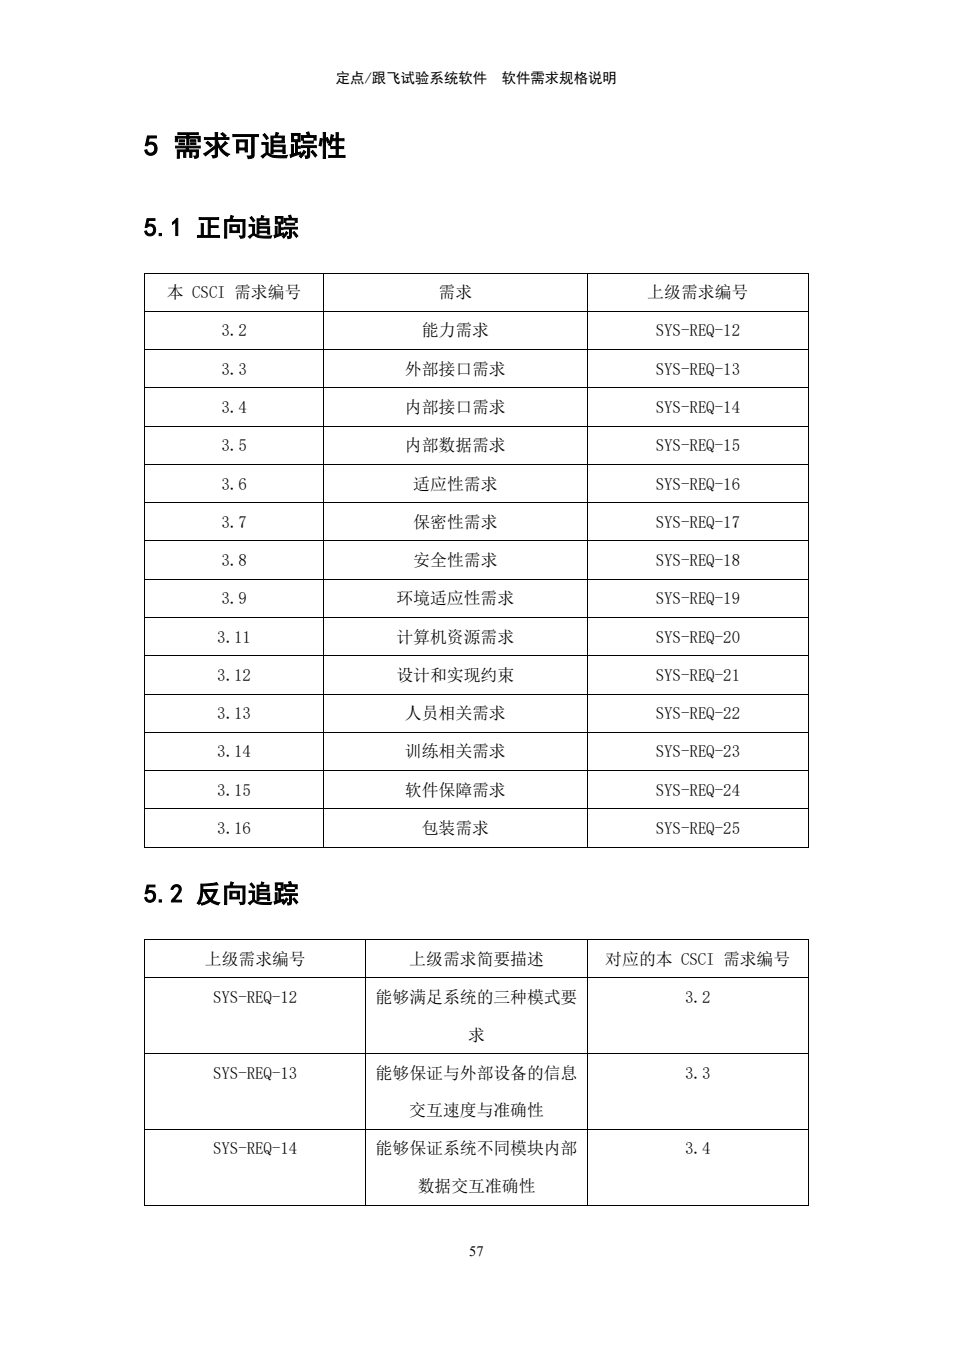 定点/跟飞试验系统软件 软件需求规格说明
5 需求可追踪性
5.1 正向追踪
本 CSCI 需求编号 需求 上级需求编号
3.2 能力需求 SYS-REQ-12
3.3 外部接口需求 SYS-REQ-13
3.4 内部接口需求 SYS-REQ-14
3.5 内部数据需求 SYS-REQ-15
3.6 适应性需求 SYS-REQ-16
3.7 保密性需求 SYS-REQ-17
3.8 安全性需求 SYS-REQ-18
3.9 环境适应性需求 SYS-REQ-19
3.11 计算机资源需求 SYS-REQ-20
3.12 设计和实现约束 SYS-REQ-21
3.13 人员相关需求 SYS-REQ-22
3.14 训练相关需求 SYS-REQ-23
3.15 软件保障需求 SYS-REQ-24
3.16 包装需求 SYS-REQ-25
5.2 反向追踪
上级需求编号 上级需求简要描述 对应的本 CSCI 需求编号
SYS-REQ-12 能够满足系统的三种模式要 3.2
求
SYS-REQ-13 能够保证与外部设备的信息 3.3
交互速度与准确性
SYS-REQ-14 能够保证系统不同模块内部 3.4
数据交互准确性
57